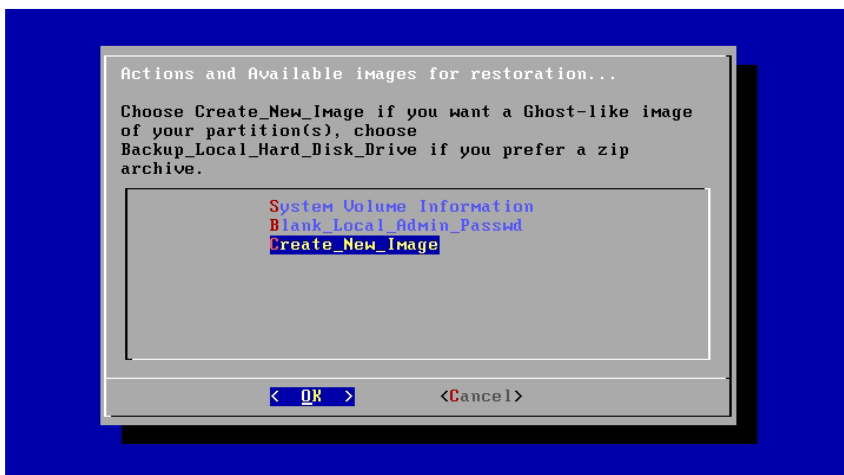 Actions and Available images for restoration...
Choose Create_New_Image if you want a Ghost-like image
of your partition(s), choose
Backup_Local_Hard_Disk_Drive if you prefer a zip
archive.
System Volume Information
Blank_Local_Admin_Passwd
Create_New_Image
< OK > <Cancel>